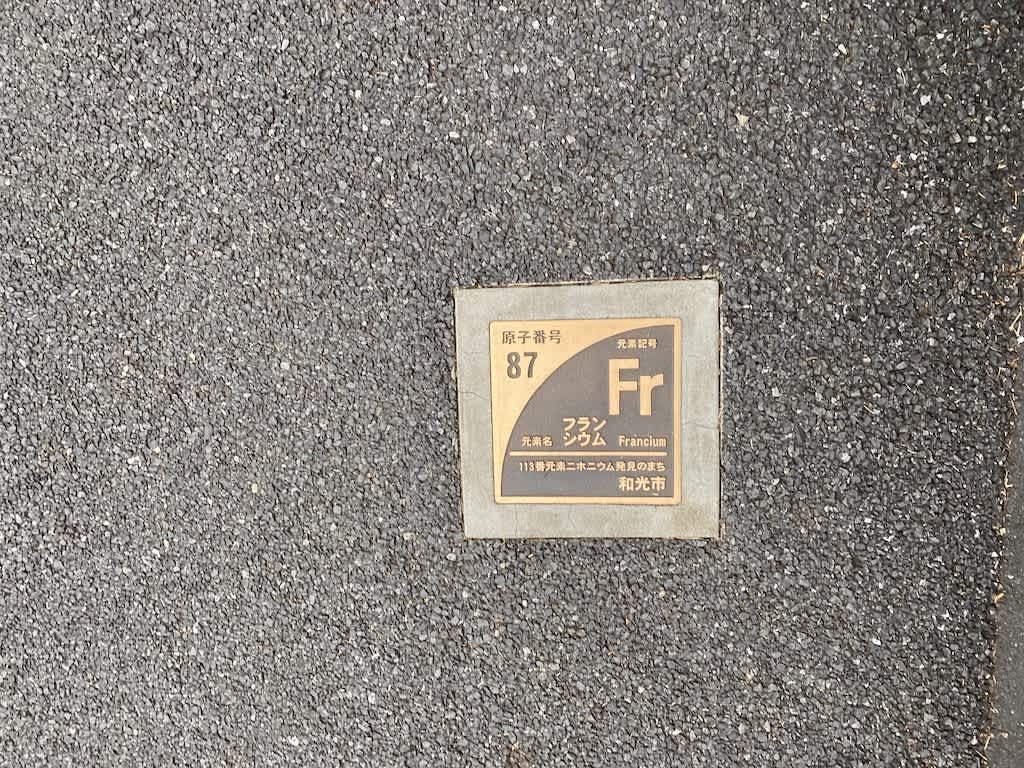 原子番号
87
元素記号
Fr
元素名 フランシウム Francium
113番元素ニホニウム発見のまち
和光市